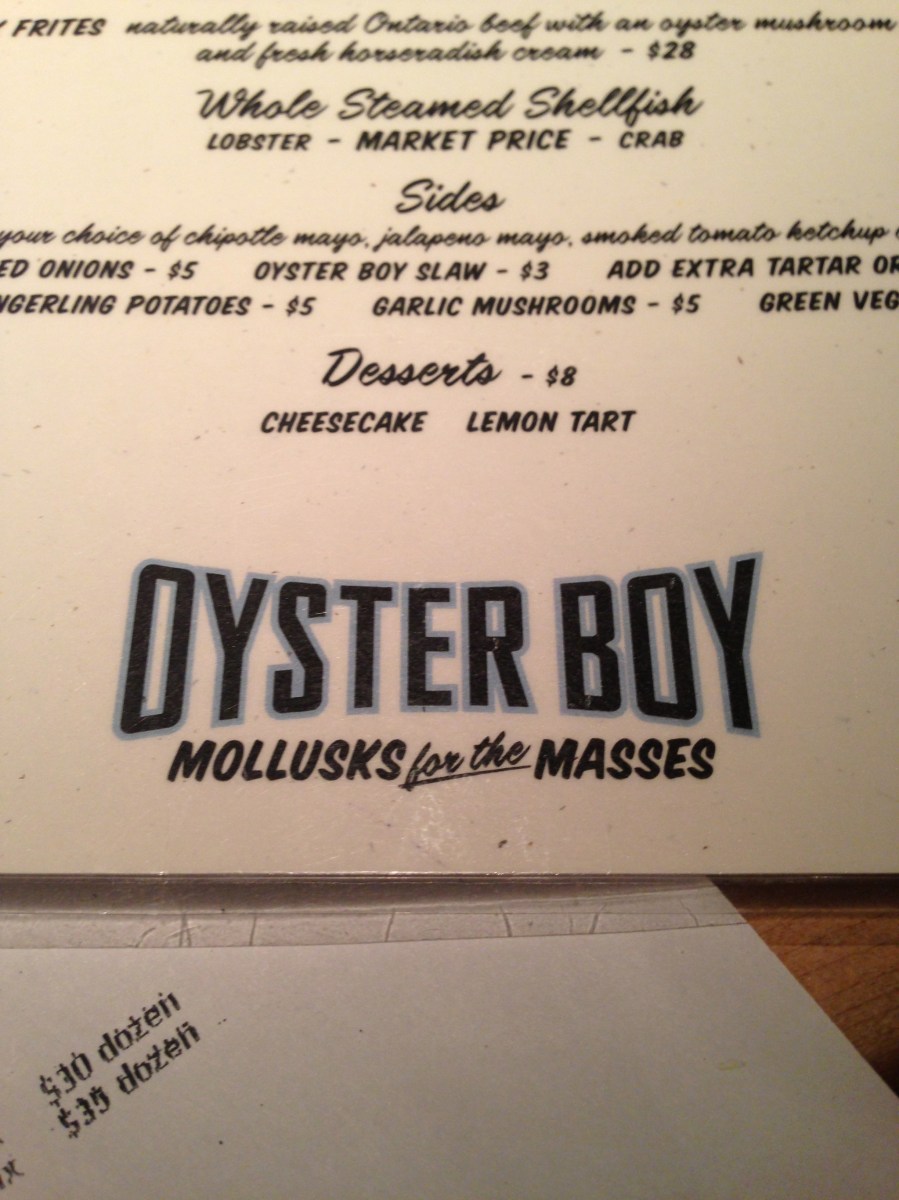 FRITES naturally raised Ontario beef with an oyster mushroom
and fresh horseradish cream - $28
Whole Steamed Shellfish
LOBSTER - MARKET PRICE - CRAB
Sides
your choice of chipotle mayo, jalapeno mayo, smoked tomato ketchup
ED ONIONS - $5 OYSTER BOY SLAW - $3 ADD EXTRA TARTAR OR
NGERLING POTATOES - $5 GARLIC MUSHROOMS - $5 GREEN VEG
Desserts - $8
CHEESECAKE LEMON TART
OYSTER BOY
MOLLUSKS for the MASSES
$30 dozen
$35 dozen